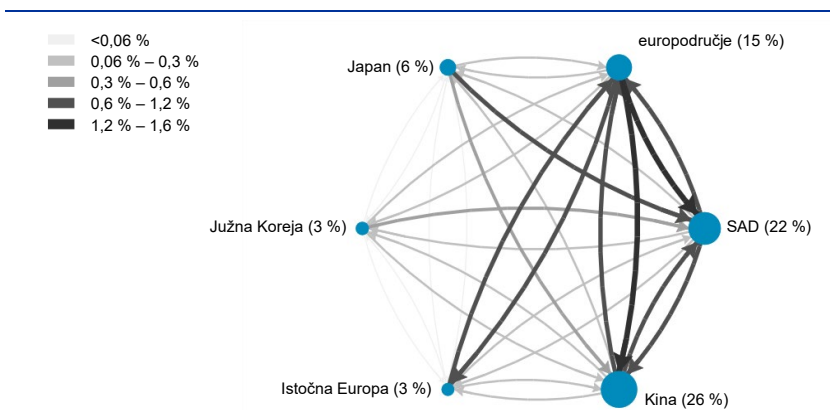 <0,06 %
0,06 % – 0,3 %
0,3 % – 0,6 %
0,6 % – 1,2 %
1,2 % – 1,6 %
europodručje (15 %)
Japan (6 %)
Južna Koreja (3 %)
SAD (22 %)
Istočna Europa (3 %)
Kina (26 %)